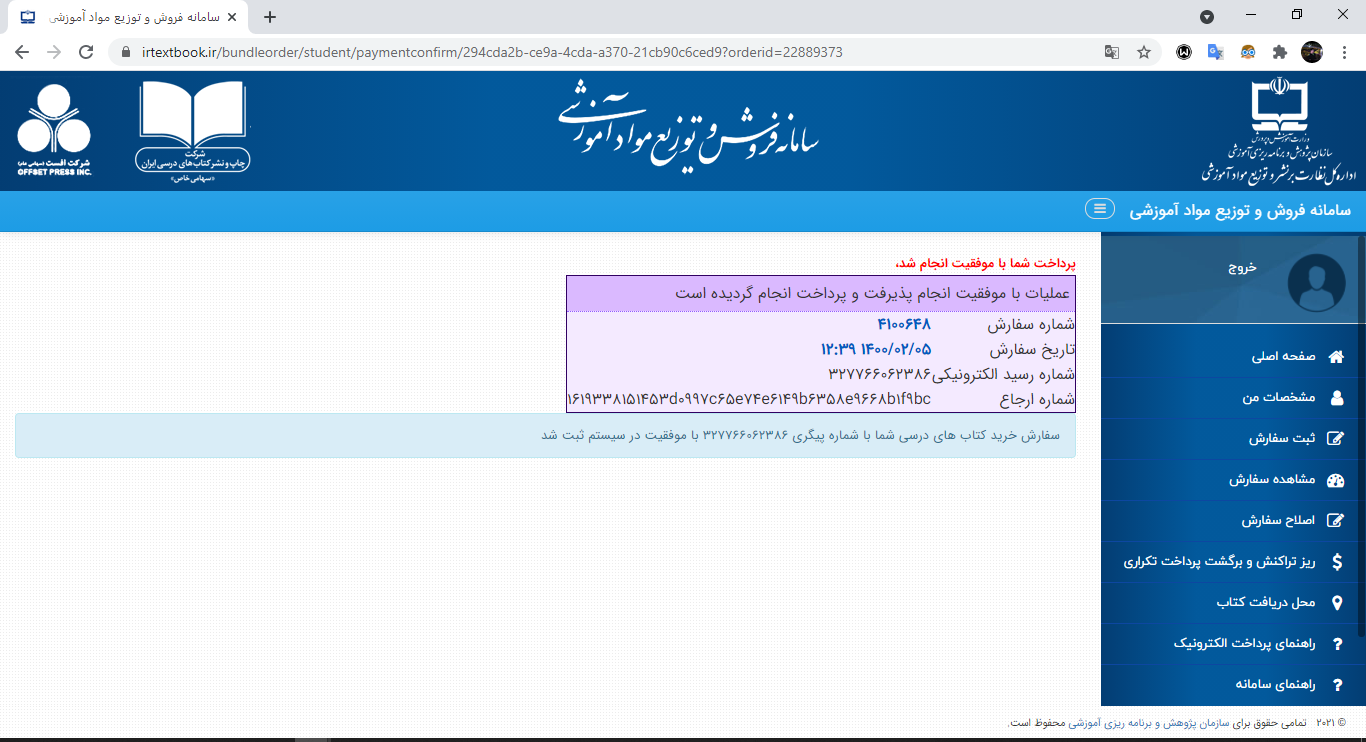 سامانه فروش و توزیع مواد آموزشی
irtextbook.ir/bundleorder/student/paymentconfirm/294cda2b-ce9a-4cda-a370-21cb90c6ced9?orderid=22889373
شرکت افست (سهامی عام)
OFFSET PRESS INC.
شرکت
چاپ و نشر کتاب‌های درسی ایران
«سهامی خاص»
سامانه فروش و توزیع مواد آموزشی
وزارت آموزش و پرورش
سازمان پژوهش و برنامه ریزی آموزشی
اداره کل نظارت بر نشر و توزیع مواد آموزشی
سامانه فروش و توزیع مواد آموزشی
خروج
صفحه اصلی
مشخصات من
ثبت سفارش
مشاهده سفارش
اصلاح سفارش
ریز تراکنش و برگشت پرداخت تکراری
محل دریافت کتاب
راهنمای پرداخت الکترونیک
راهنمای سامانه
پرداخت شما با موفقیت انجام شد،
عملیات با موفقیت انجام پذیرفت و پرداخت انجام گردیده است
شماره سفارش ۴۱۰۰۶۴۸
تاریخ سفارش ۱۴۰۰/۰۲/۰۵ ۱۲:۳۹
شماره رسید الکترونیکی ۳۲۷۷۶۶۰۶۲۳۸۶
شماره ارجاع ۱۶۱۹۳۳۸۱۵۱۴۵۳d۰۹۹۷c۶۵e۷۴e۶۱۴۹b۶۳۵۸e۹۶۶۸b۱f۹bc
سفارش خرید کتاب های درسی شما با شماره پیگری ۳۲۷۷۶۶۰۶۲۳۸۶ با موفقیت در سیستم ثبت شد
© ۲۰۲۱ تمامی حقوق برای سازمان پژوهش و برنامه ریزی آموزشی محفوظ است.